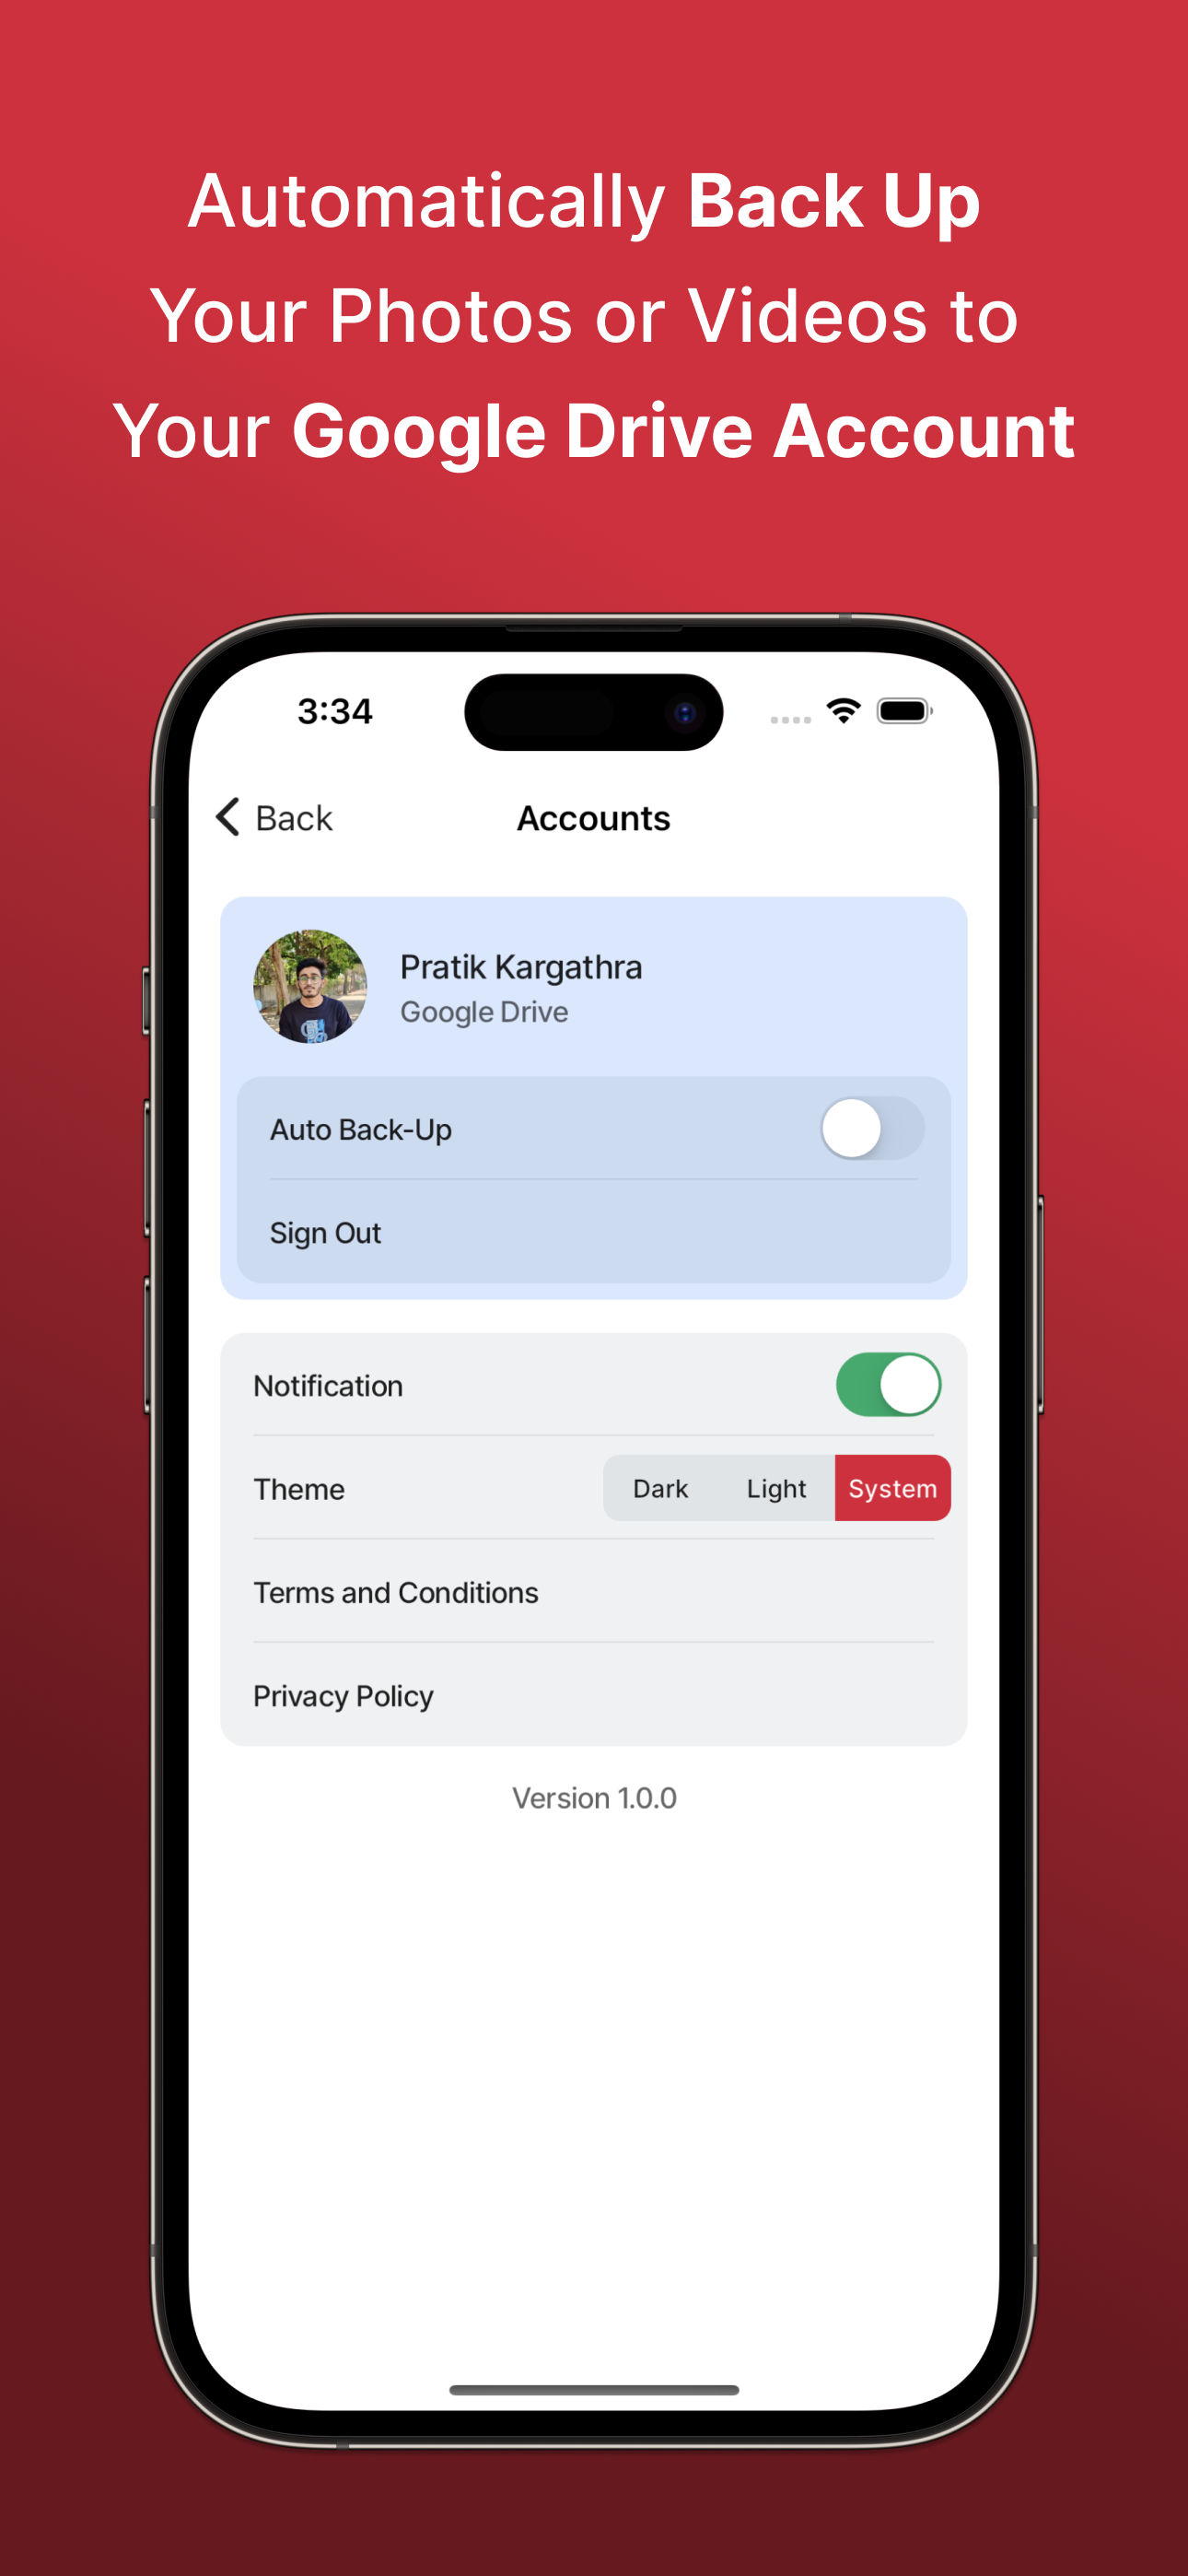 Automatically Back Up
Your Photos or Videos to
Your Google Drive Account
3:34
Back
Accounts
Pratik Kargathra
Google Drive
Auto Back-Up
Sign Out
Notification
Theme
Dark
Light
System
Terms and Conditions
Privacy Policy
Version 1.0.0